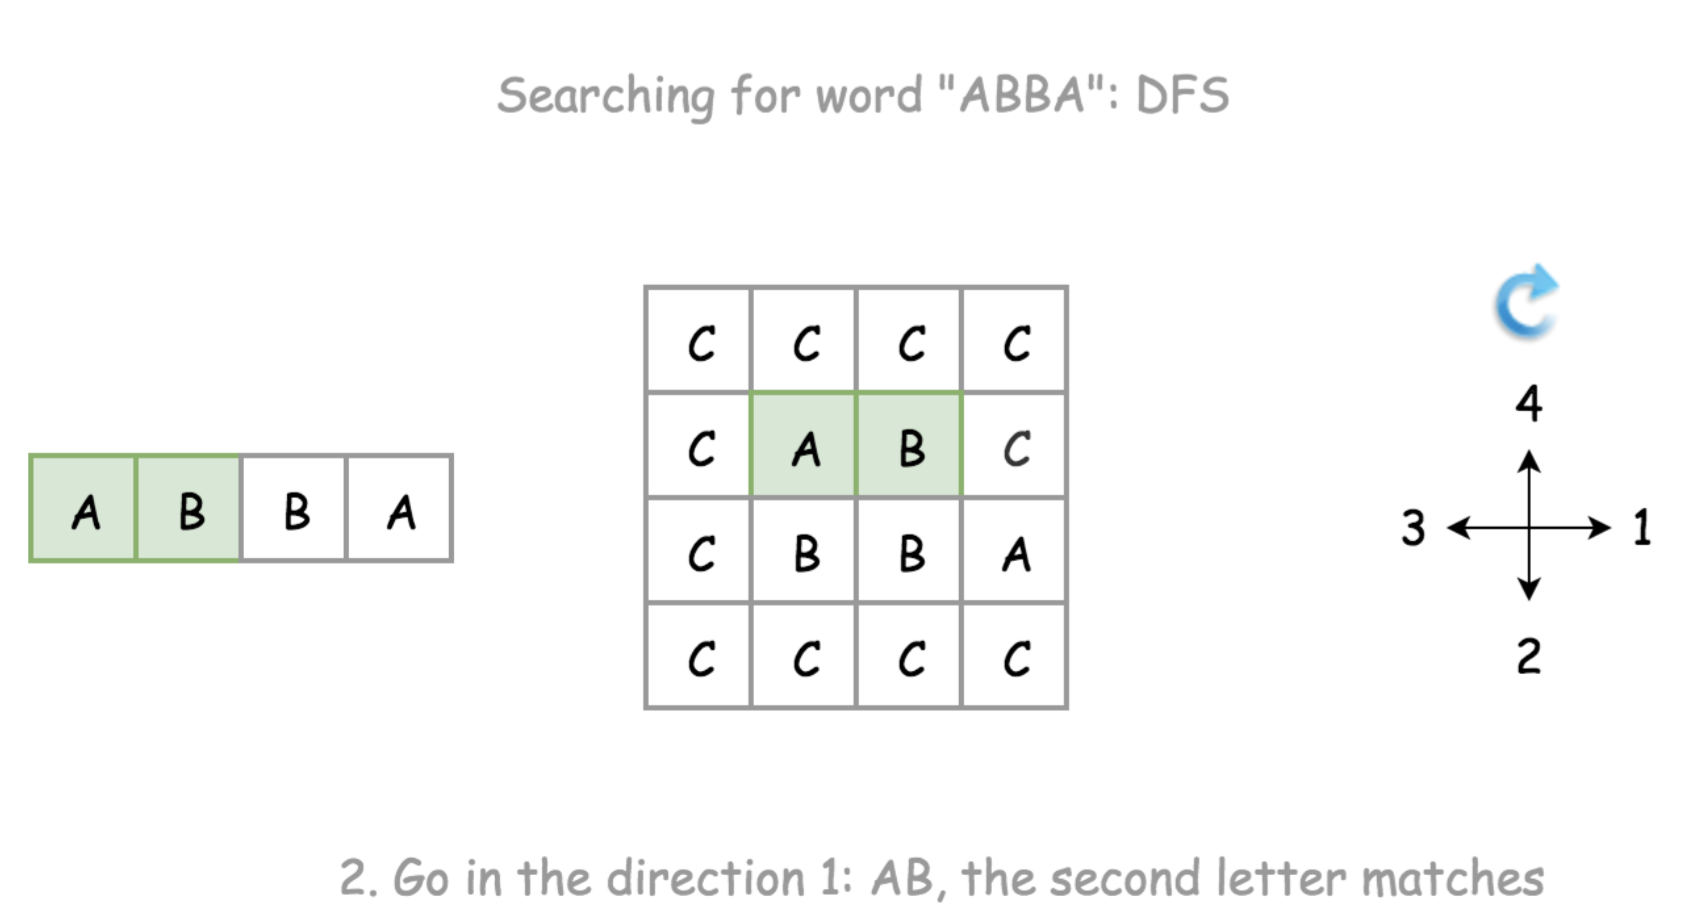 Searching for word "ABBA": DFS
C C C C
4
C A B C
A B B A
3 1
C B B A
2
C C C C
2. Go in the direction 1: AB, the second letter matches